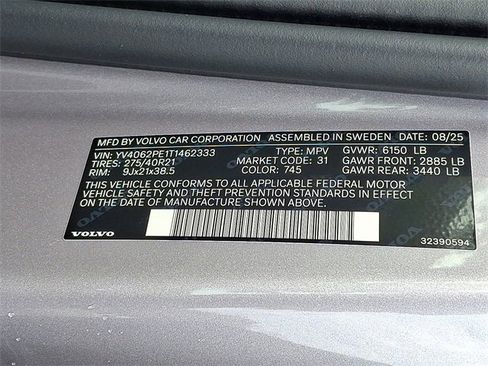 MFD BY VOLVO CAR CORPORATION ASSEMBLED IN SWEDEN DATE: 08/25
VIN: YV4062PE1T1462333 TYPE: MPV GVWR: 6150 LB
TIRES: 275/40R21 MARKET CODE: 31 GAWR FRONT: 2885 LB
RIM: 9Jx21x38.5 COLOR: 745 GAWR REAR: 3440 LB
THIS VEHICLE CONFORMS TO ALL APPLICABLE FEDERAL MOTOR
VEHICLE SAFETY AND THEFT PREVENTION STANDARDS IN EFFECT
ON THE DATE OF MANUFACTURE SHOWN ABOVE.
VOLVO 32390594